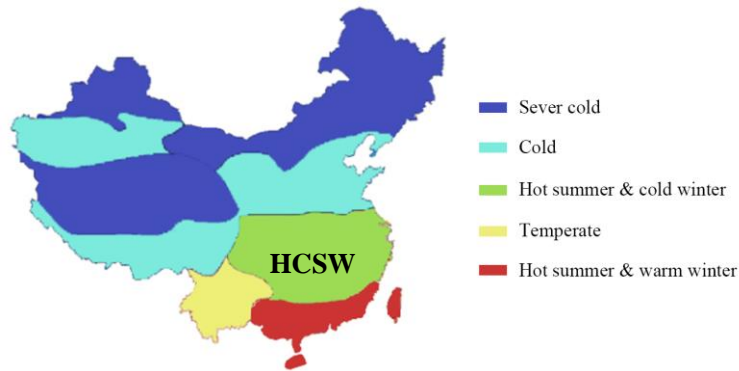 Sever cold
Cold
Hot summer & cold winter
Temperate
HCSW
Hot summer & warm winter